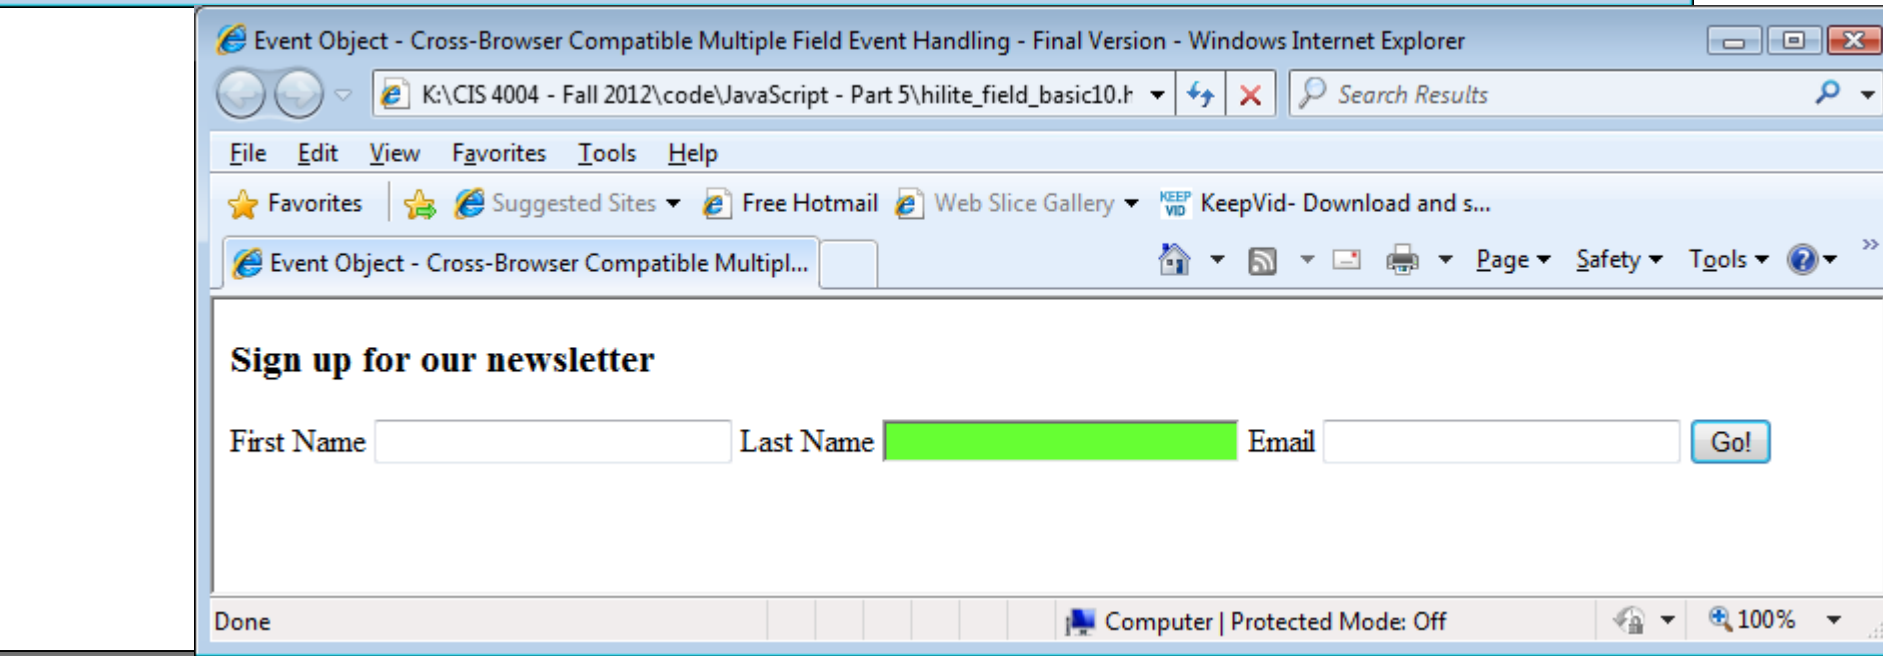 Event Object - Cross-Browser Compatible Multiple Field Event Handling - Final Version - Windows Internet Explorer
K:\CIS 4004 - Fall 2012\code\JavaScript - Part 5\hilite_field_basic10.h
Search Results
File Edit View Favorites Tools Help
Favorites Suggested Sites Free Hotmail Web Slice Gallery KEEP VID KeepVid- Download and s...
Event Object - Cross-Browser Compatible Multipl... Page Safety Tools »
Sign up for our newsletter
First Name Last Name Email Go!
Done Computer | Protected Mode: Off 100%